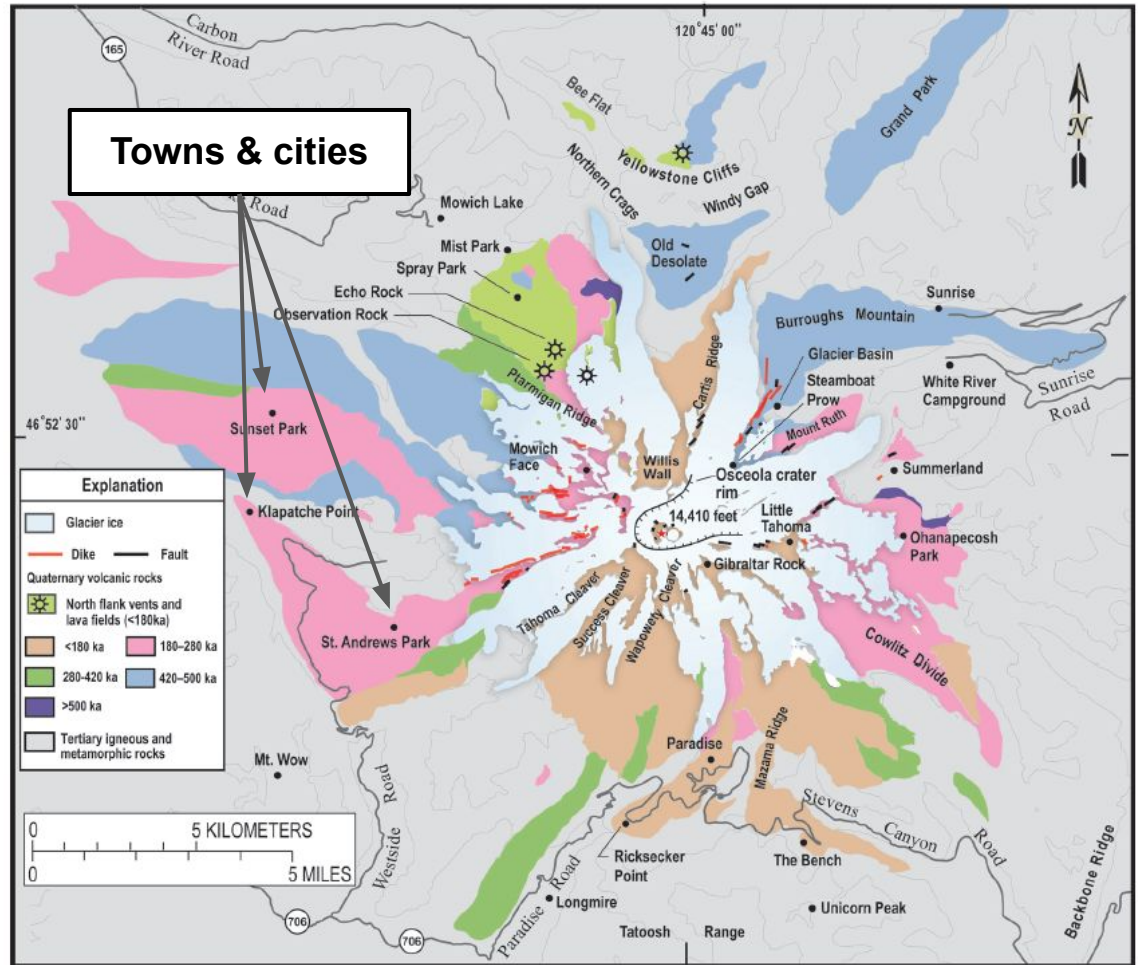 120° 45' 00"
Carbon
River Road
165
Towns & cities
Road
Bee Flat
Yellowstone Cliffs
Grand Park
N
Northern Crags
Windy Gap
Mowich Lake
Mist Park
Spray Park
Echo Rock
Observation Rock
Old
Desolate
Sunrise
Burroughs Mountain
Glacier Basin
Steamboat
Prow
White River
Campground
Sunrise
Road
Ptarmigan Ridge
Curtis Ridge
Mount Ruth
46° 52' 30"
Sunset Park
Mowich
Face
Willis
Wall
Osceola crater
rim
Summerland
14,410 feet
Little
Tahoma
Ohanapecosh
Park
Klapatche Point
Gibraltar Rock
St. Andrews Park
Tahoma Cleaver
Success Cleaver
Wapowety Cleaver
Cowlitz Divide
Explanation
Glacier ice
Dike
Fault
Quaternary volcanic rocks
North flank vents and
lava fields (<180ka)
<180 ka
180–280 ka
280-420 ka
420–500 ka
>500 ka
Tertiary igneous and
metamorphic rocks
Mt. Wow
Westside Road
Paradise
Mazama Ridge
Stevens Canyon Road
Ricksecker
Point
The Bench
Backbone Ridge
0 5 KILOMETERS
0 5 MILES
Paradise Road
Longmire
Unicorn Peak
706
706
Tatoosh Range